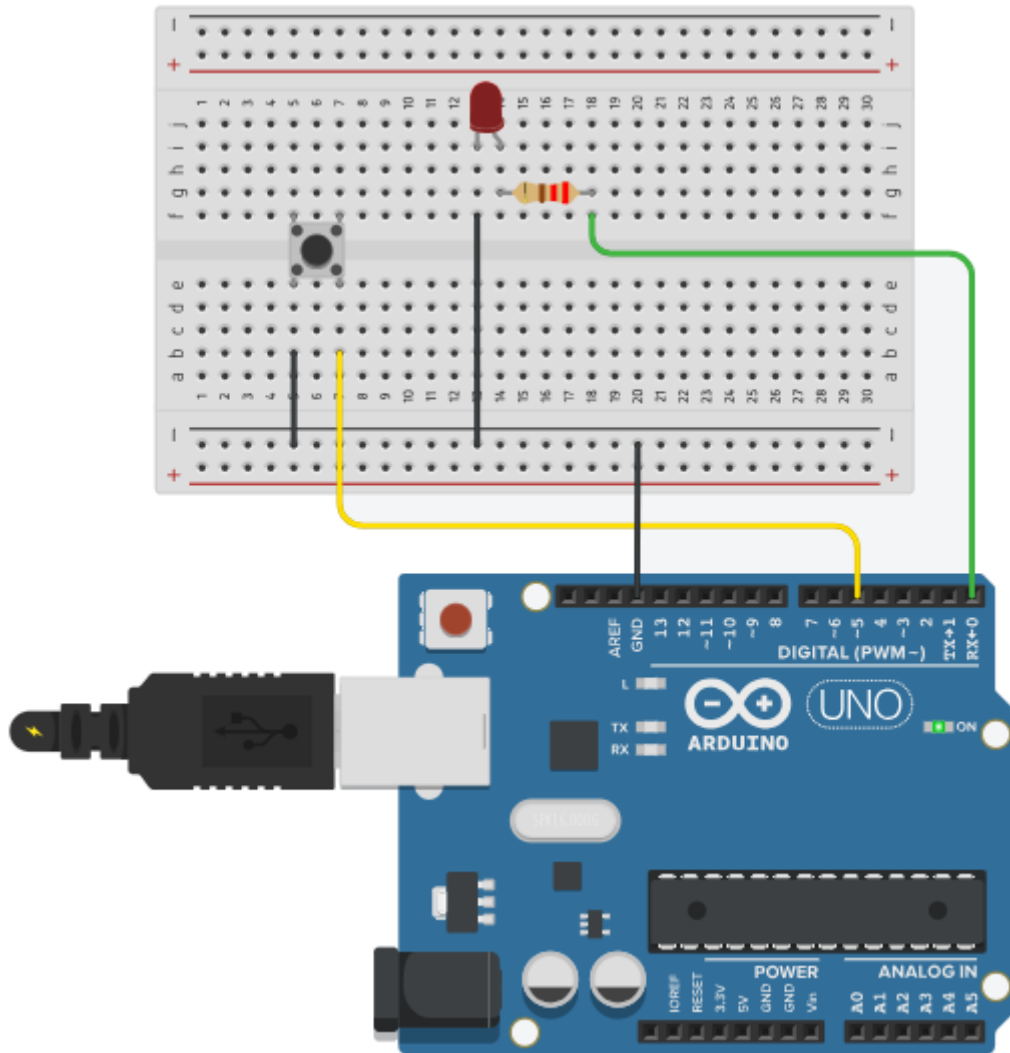 − −
+ +
1 2 3 4 5 6 7 8 9 10 11 12 14 15 16 17 18 19 20 21 22 23 24 25 26 27 28 29 30
j j
i i
h h
g g
f f
e e
d d
c c
b b
a a
1 2 3 4 5 6 7 8 9 10 11 12 13 14 15 16 17 18 19 20 21 22 23 24 25 26 27 28 29 30
− −
+ +
AREF GND 13 12 ~11 ~10 ~9 8 7 ~6 ~5 4 ~3 2 TX→1 RX←0
DIGITAL (PWM~)
L
TX
RX
UNO
ARDUINO
ON
POWER
ANALOG IN
IOREF RESET 3.3V 5V GND GND Vin A0 A1 A2 A3 A4 A5